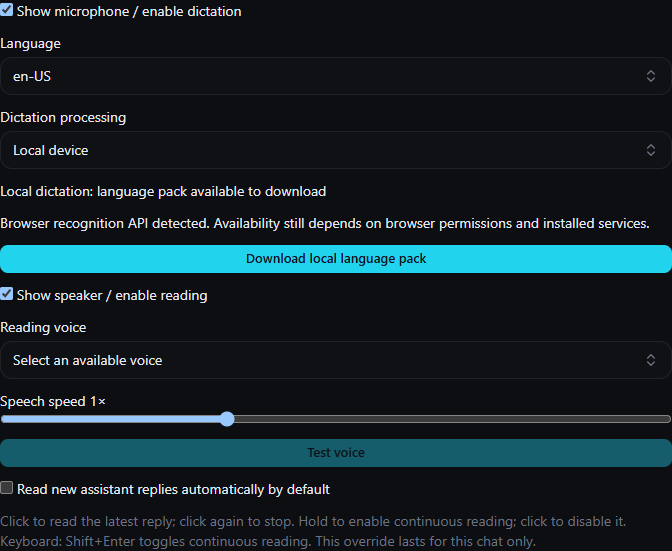 Show microphone / enable dictation
Language
en-US
Dictation processing
Local device
Local dictation: language pack available to download
Browser recognition API detected. Availability still depends on browser permissions and installed services.
Download local language pack
Show speaker / enable reading
Reading voice
Select an available voice
Speech speed 1×
Test voice
Read new assistant replies automatically by default
Click to read the latest reply; click again to stop. Hold to enable continuous reading; click to disable it.
Keyboard: Shift+Enter toggles continuous reading. This override lasts for this chat only.